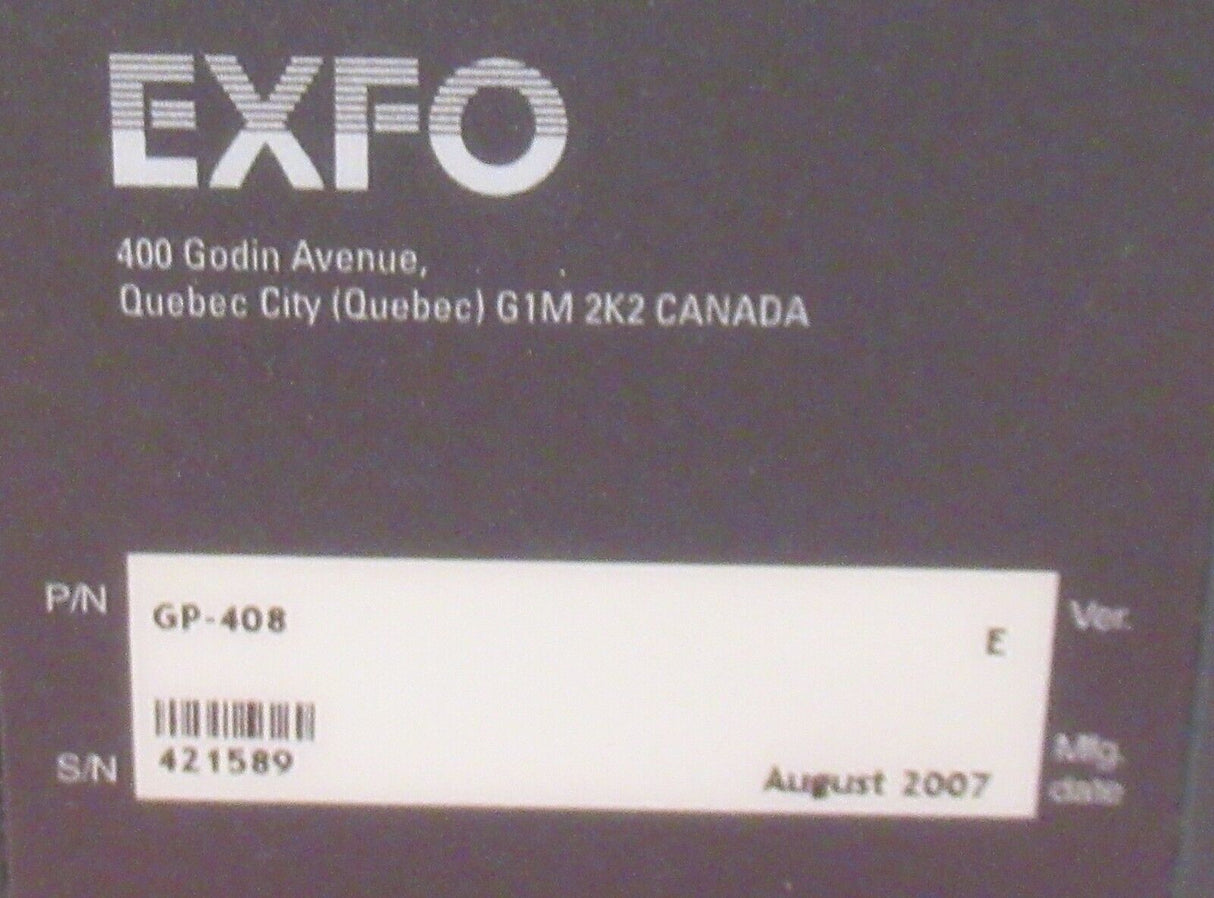 EXFO
400 Godin Avenue,
Quebec City (Quebec) G1M 2K2 CANADA
P/N GP-408 E Ver.
S/N 421589 August 2007 Mfg. date